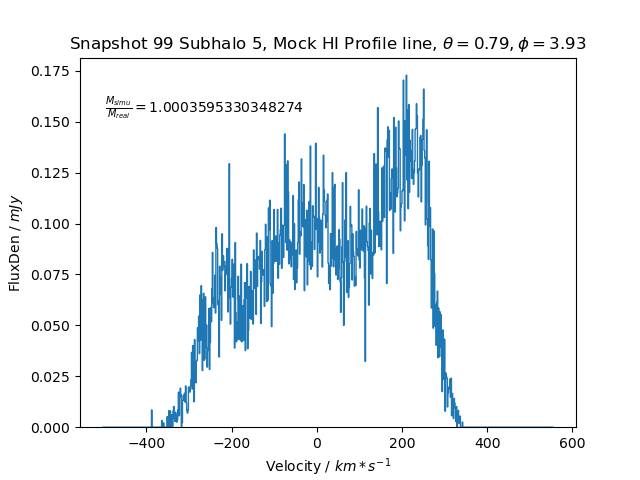 Snapshot 99 Subhalo 5, Mock HI Profile line, θ = 0.79, ϕ = 3.93
M_simu/M_real = 1.0003595330348274
FluxDen / mJy
0.175
0.150
0.125
0.100
0.075
0.050
0.025
0.000
−400 −200 0 200 400 600
Velocity / km * s^−1